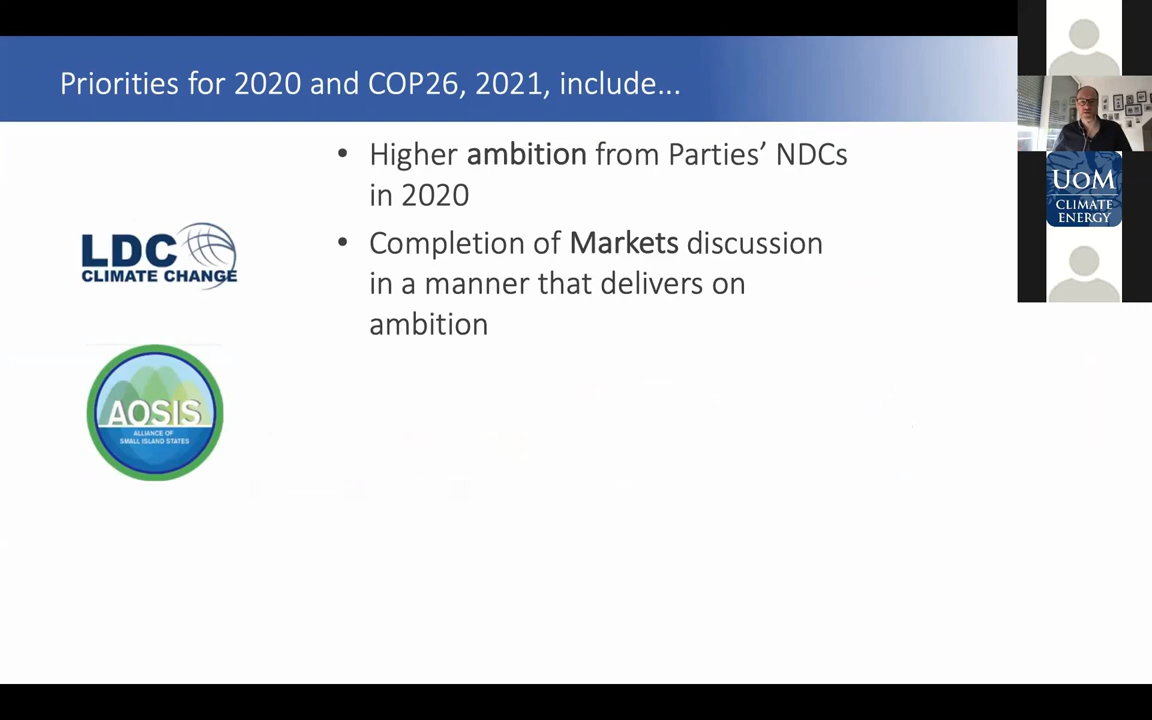 Priorities for 2020 and COP26, 2021, include...
• Higher ambition from Parties’ NDCs
in 2020
• Completion of Markets discussion
in a manner that delivers on
ambition
LDC
CLIMATE CHANGE
AOSIS
ALLIANCE OF
SMALL ISLAND STATES
UOM
CLIMATE
ENERGY